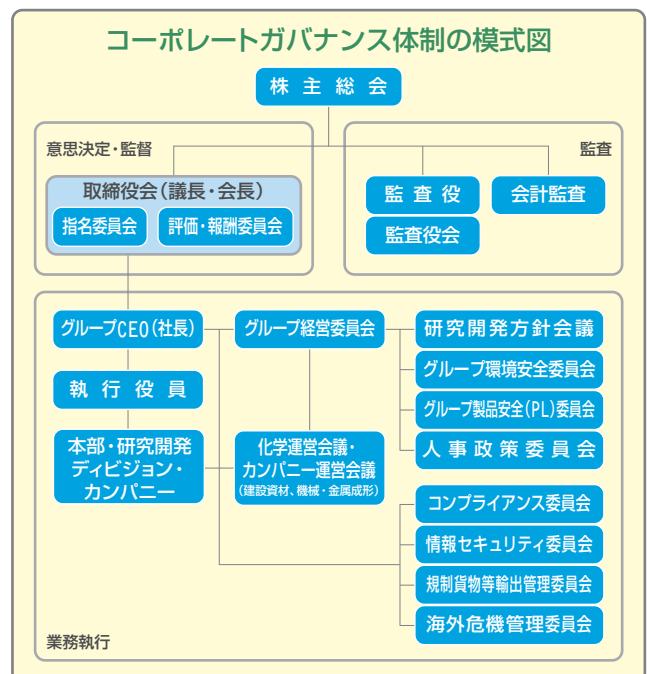 コーポレートガバナンス体制の模式図
株主総会
意思決定・監督
監査
取締役会(議長・会長)
指名委員会
評価・報酬委員会
監査役
会計監査
監査役会
グループCEO(社長)
グループ経営委員会
研究開発方針会議
グループ環境安全委員会
執行役員
グループ製品安全(PL)委員会
人事政策委員会
本部・研究開発
ディビジョン・
カンパニー
化学運営会議・
カンパニー運営会議
(建設資材、機械・金属成形)
コンプライアンス委員会
情報セキュリティ委員会
規制貨物等輸出管理委員会
海外危機管理委員会
業務執行